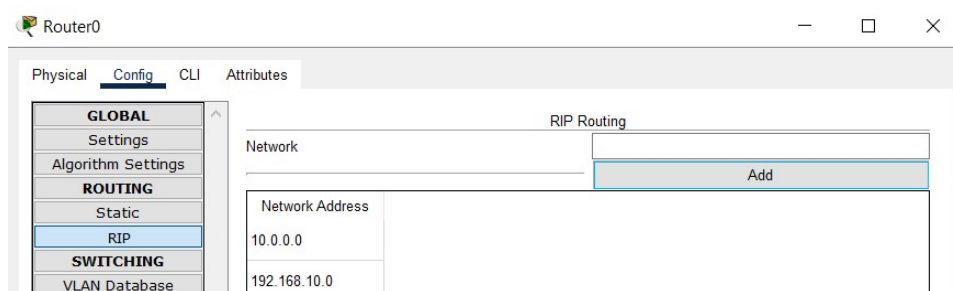 Router0
Physical Config CLI Attributes
GLOBAL
Settings
Algorithm Settings
ROUTING
Static
RIP
SWITCHING
VLAN Database
RIP Routing
Network
Add
Network Address
10.0.0.0
192.168.10.0